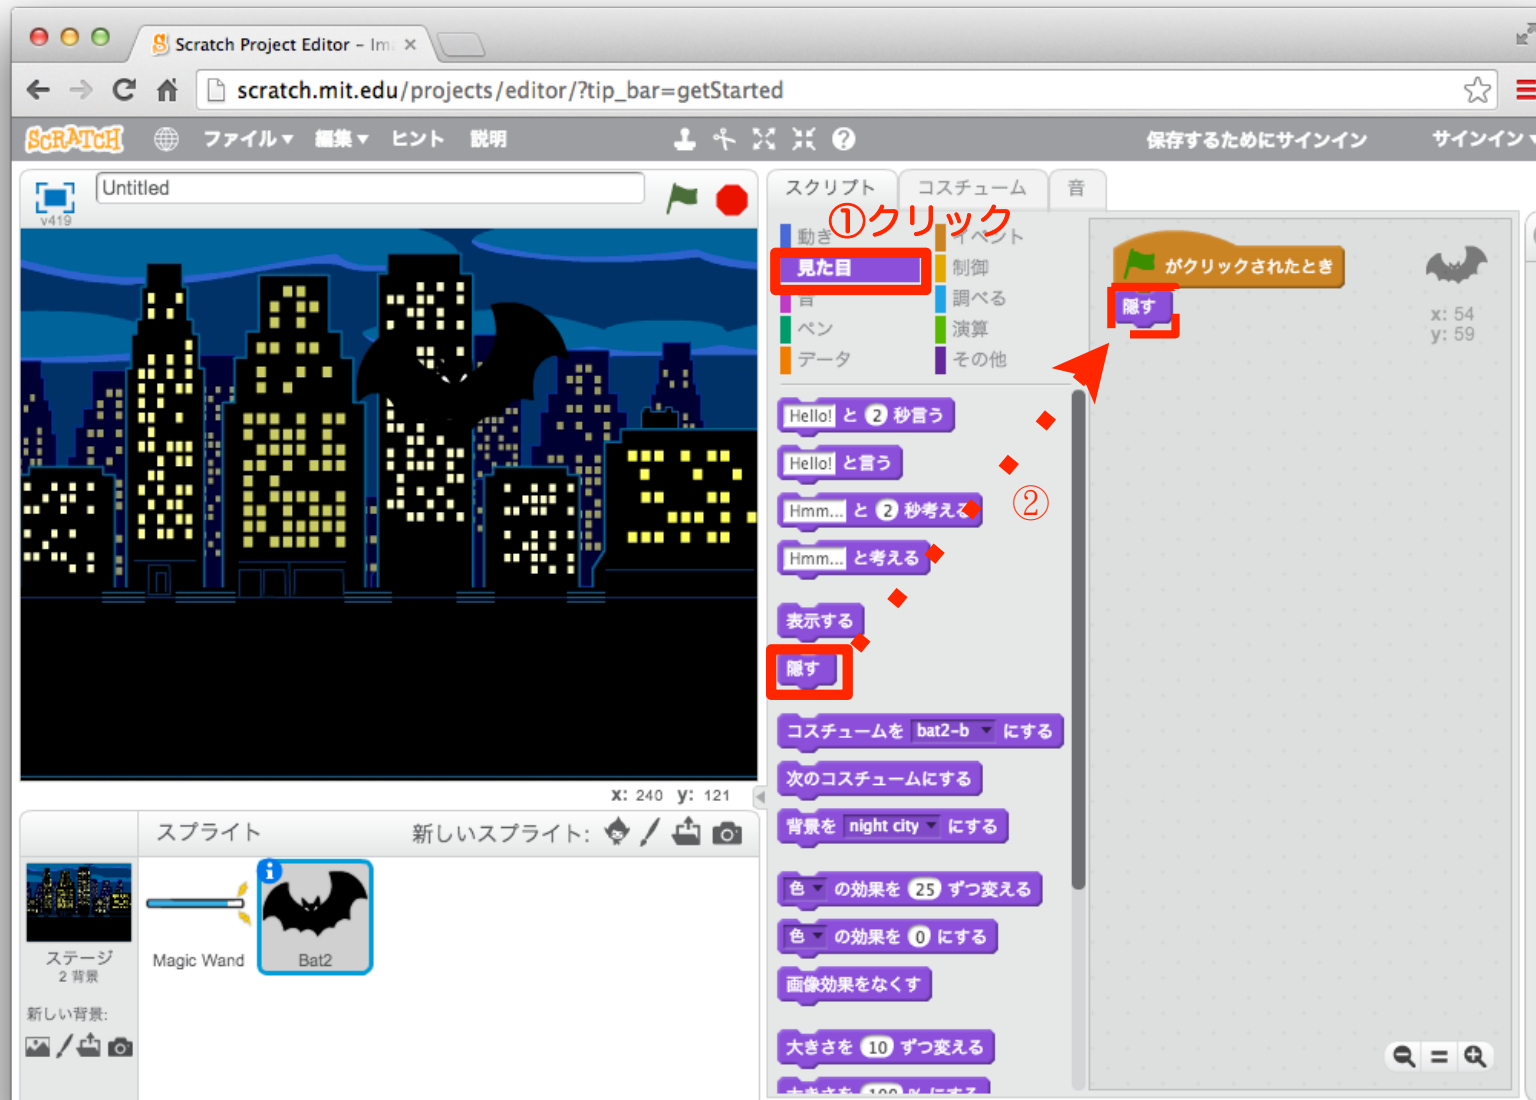 Scratch Project Editor – Im
scratch.mit.edu/projects/editor/?tip_bar=getStarted
SCRATCH ファイル▼ 編集▼ ヒント 説明 保存するためにサインイン サインイン
Untitled
v419
スクリプト コスチューム 音
①クリック
動き イベント
見た目 制御
音 調べる
ペン 演算
データ その他
がクリックされたとき
隠す
x: 54
y: 59
Hello! と 2 秒言う
Hello! と言う
Hmm... と 2 秒考える
②
Hmm... と考える
表示する
隠す
コスチュームを bat2-b にする
次のコスチュームにする
背景を night city にする
色 の効果を 25 ずつ変える
色 の効果を 0 にする
画像効果をなくす
大きさを 10 ずつ変える
大きさを 100 % にする
x: 240 y: 121
スプライト 新しいスプライト:
ステージ
2 背景
新しい背景:
Magic Wand
Bat2